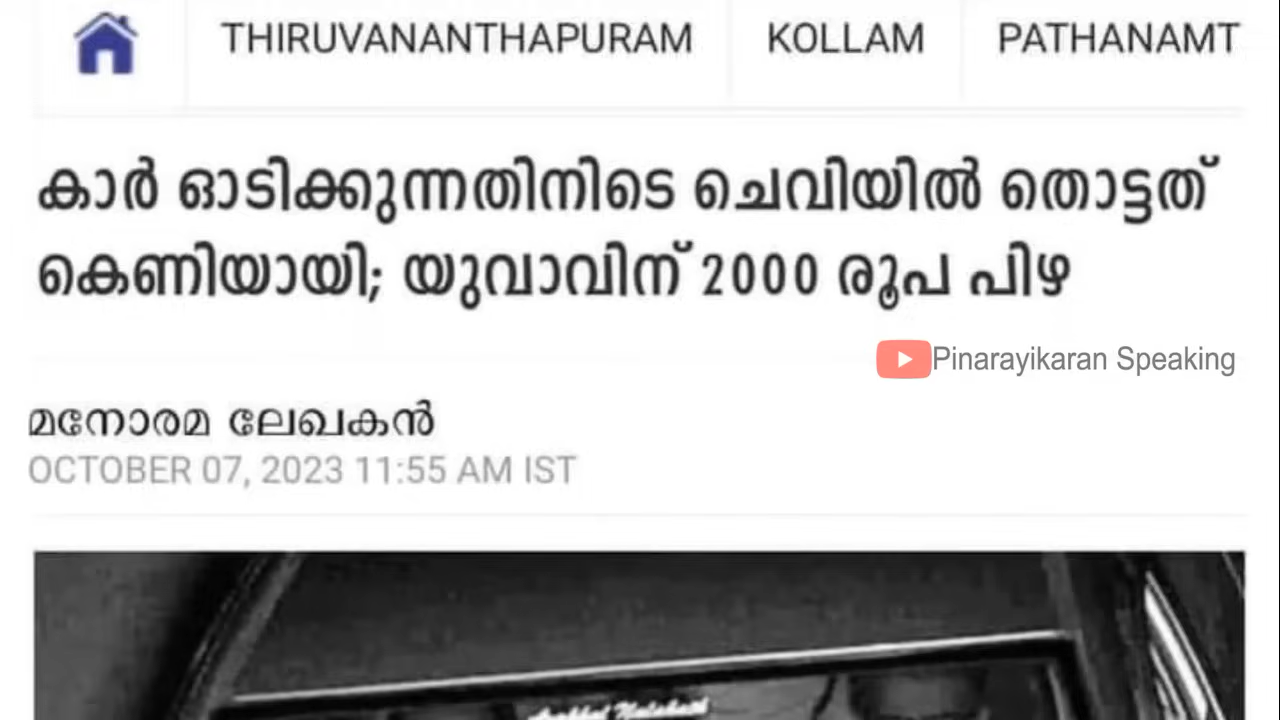 THIRUVANANTHAPURAM KOLLAM PATHANAMT
കാർ ഓടിക്കുന്നതിനിടെ ചെവിയിൽ തൊട്ടത്
കെണിയായി; യുവാവിന് 2000 രൂപ പിഴ
Pinarayikaran Speaking
മനോരമ ലേഖകൻ
OCTOBER 07, 2023 11:55 AM IST